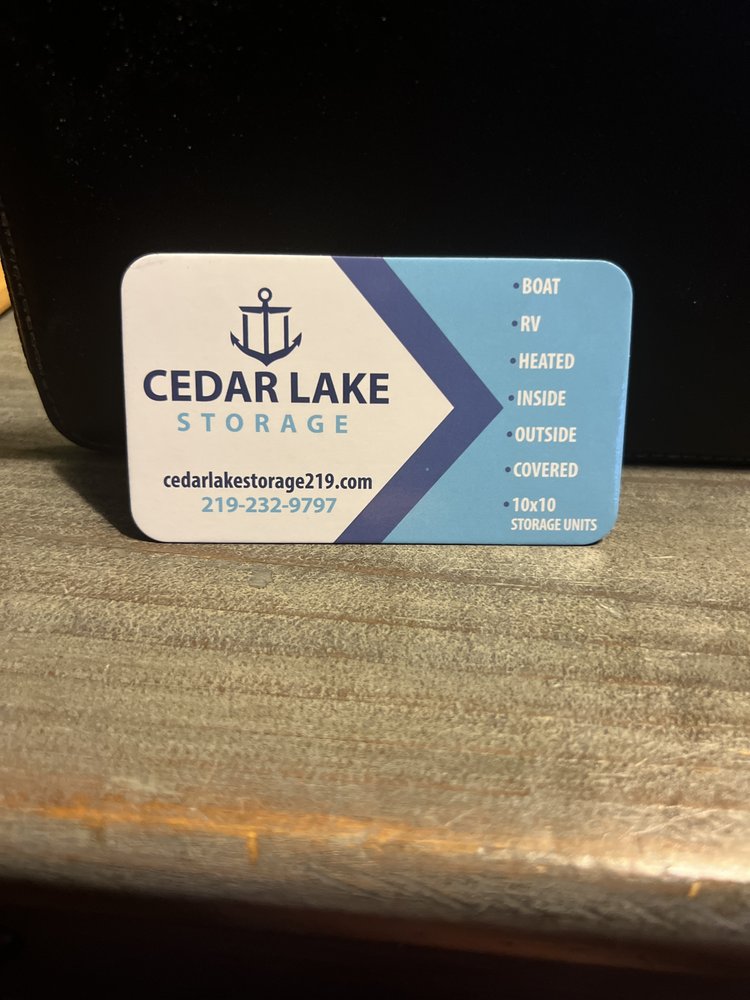 CEDAR LAKE
STORAGE
cedarlakestorage219.com
219-232-9797
•BOAT
•RV
•HEATED
•INSIDE
•OUTSIDE
•COVERED
•10x10
STORAGE UNITS